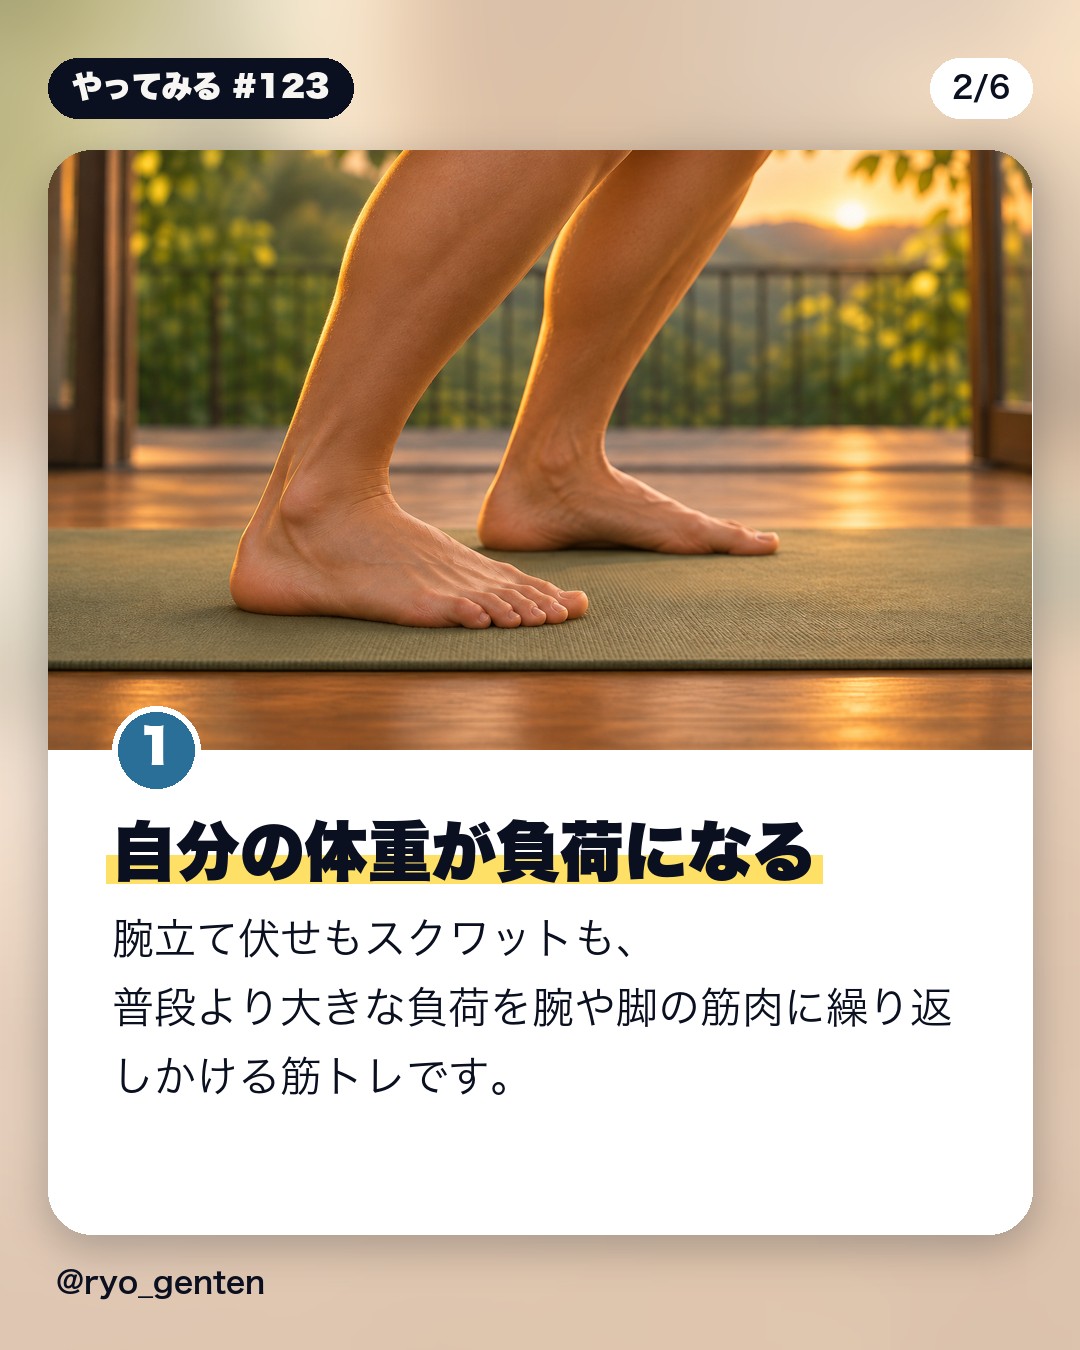 やってみる #123
2/6
1
自分の体重が負荷になる
腕立て伏せもスクワットも、
普段より大きな負荷を腕や脚の筋肉に繰り返
しかける筋トレです。
@ryo_genten